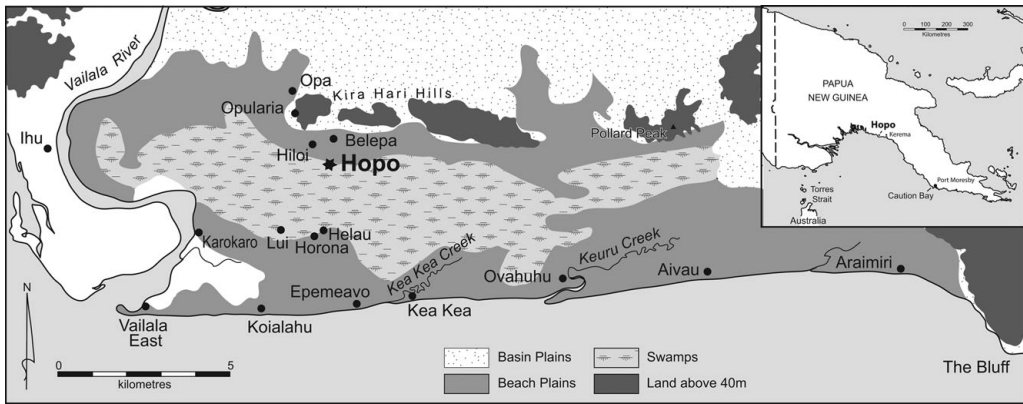 Vailala River
Ihu
Opa
Opularia
Kira Hari Hills
Pollard Peak
Hiloi
Belepa
Hopo
Karokaro
Lui
Horona
Helau
Kea Kea Creek
Ovahuhu
Keuru Creek
Aivau
Araimiri
Epemeavo
Kea Kea
Vailala
East
Koialahu
The Bluff
N
0 5
kilometres
Basin Plains
Beach Plains
Swamps
Land above 40m
0 100 200 300
Kilometres
PAPUA
NEW GUINEA
Hopo
Kerema
Port Moresby
Caution Bay
Torres
Strait
Australia